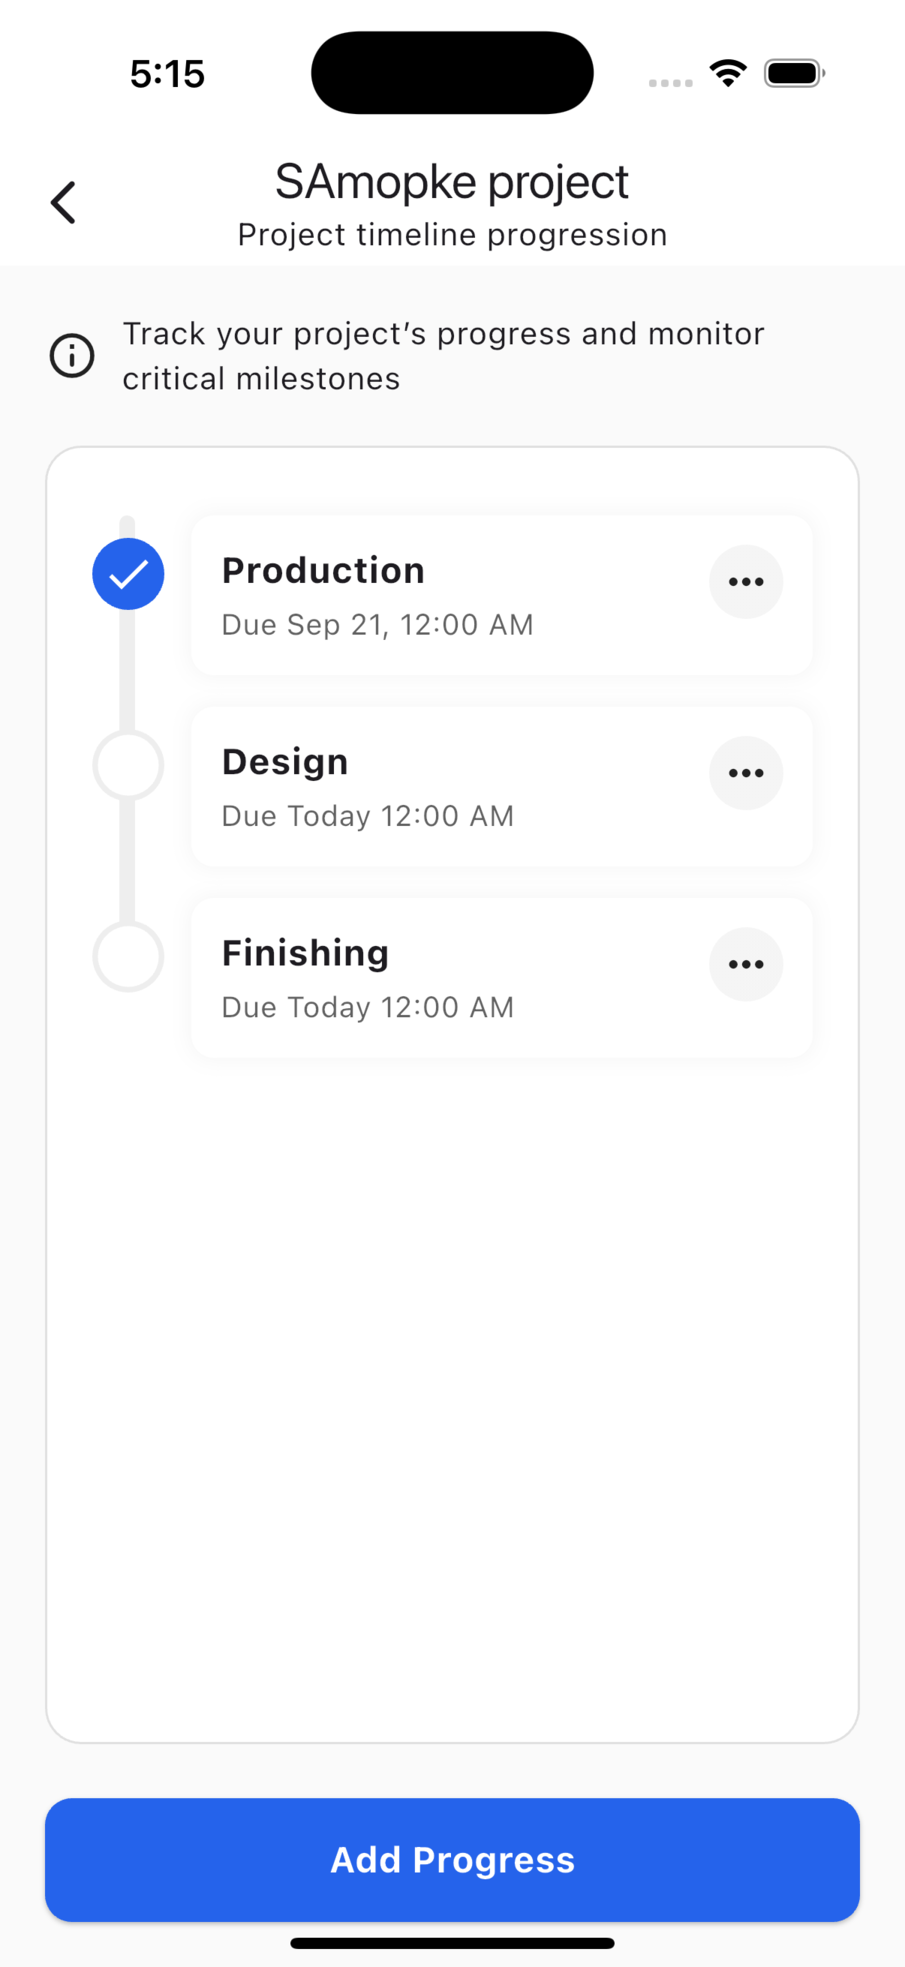 5:15
SAmopke project
Project timeline progression
Track your project’s progress and monitor
critical milestones
Production
Due Sep 21, 12:00 AM
Design
Due Today 12:00 AM
Finishing
Due Today 12:00 AM
Add Progress